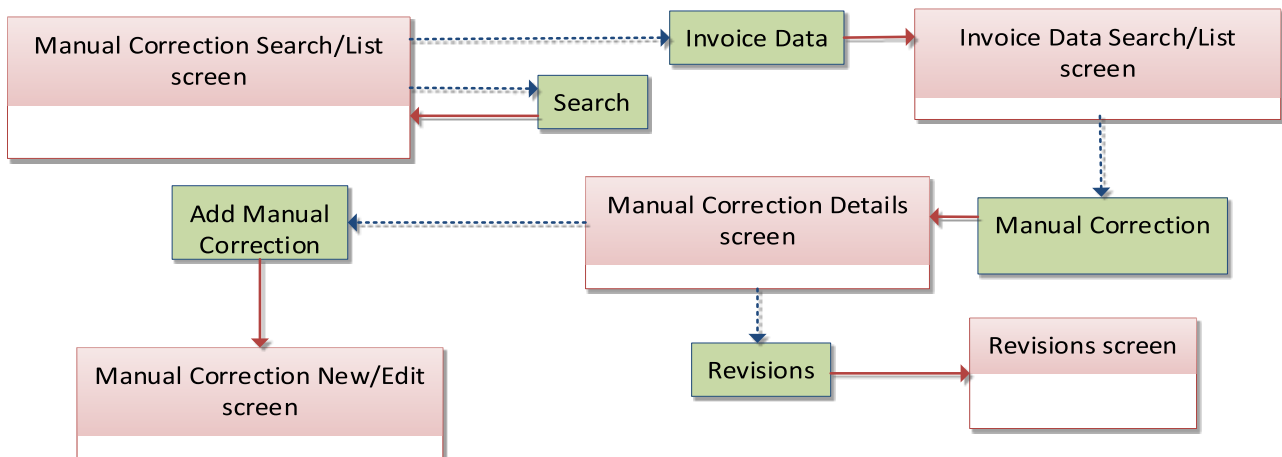 Manual Correction Search/List
screen
Invoice Data
Invoice Data Search/List
screen
Search
Add Manual
Correction
Manual Correction Details
screen
Manual Correction
Manual Correction New/Edit
screen
Revisions
Revisions screen